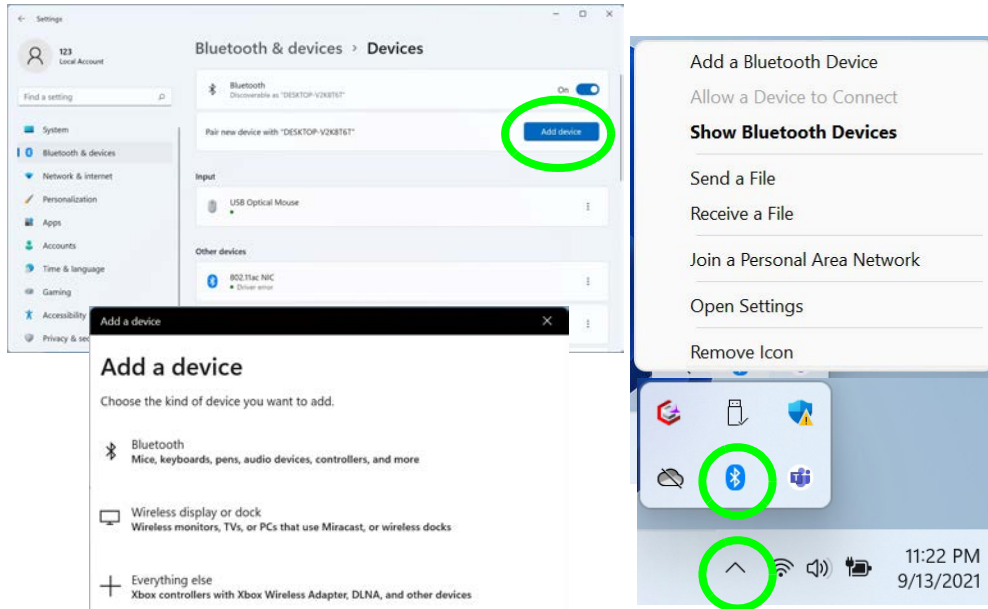 Settings
123
Local Account
Find a setting
System
Bluetooth & devices
Network & internet
Personalization
Apps
Accounts
Time & language
Gaming
Accessibility
Privacy & sec
Bluetooth & devices > Devices
Bluetooth
Discoverable as "DESKTOP-V2K8T6T"
On
Pair new device with "DESKTOP-V2K8T6T"
Add device
Input
USB Optical Mouse
Other devices
802.11ac NIC
Driver error
Add a device
Add a device
Choose the kind of device you want to add.
Bluetooth
Mice, keyboards, pens, audio devices, controllers, and more
Wireless display or dock
Wireless monitors, TVs, or PCs that use Miracast, or wireless docks
Everything else
Xbox controllers with Xbox Wireless Adapter, DLNA, and other devices
Add a Bluetooth Device
Allow a Device to Connect
Show Bluetooth Devices
Send a File
Receive a File
Join a Personal Area Network
Open Settings
Remove Icon
11:22 PM
9/13/2021